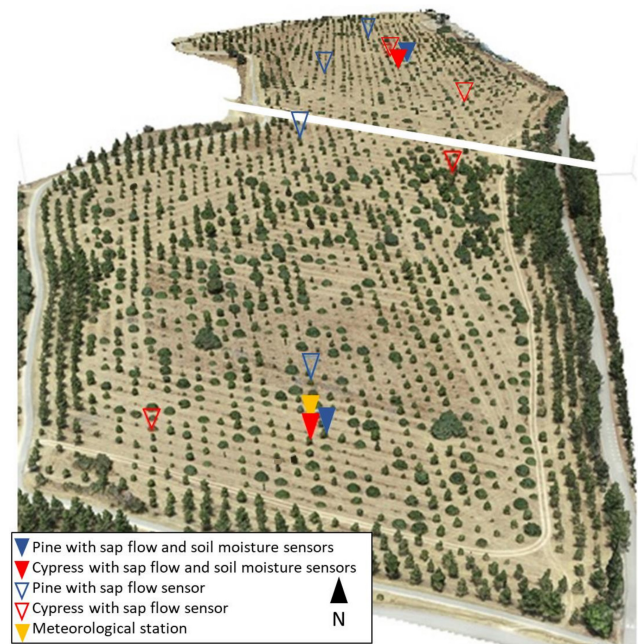 Pine with sap flow and soil moisture sensors
Cypress with sap flow and soil moisture sensors
Pine with sap flow sensor
Cypress with sap flow sensor
Meteorological station
N